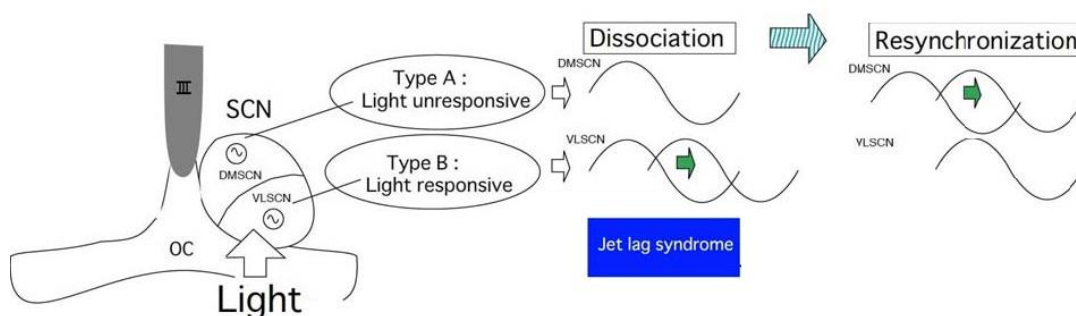 Ⅲ
SCN
DMSCN
VLSCN
OC
Light
Type A :
Light unresponsive
Type B :
Light responsive
Dissociation
DMSCN
VLSCN
Jet lag syndrome
Resynchronization
DMSCN
VLSCN